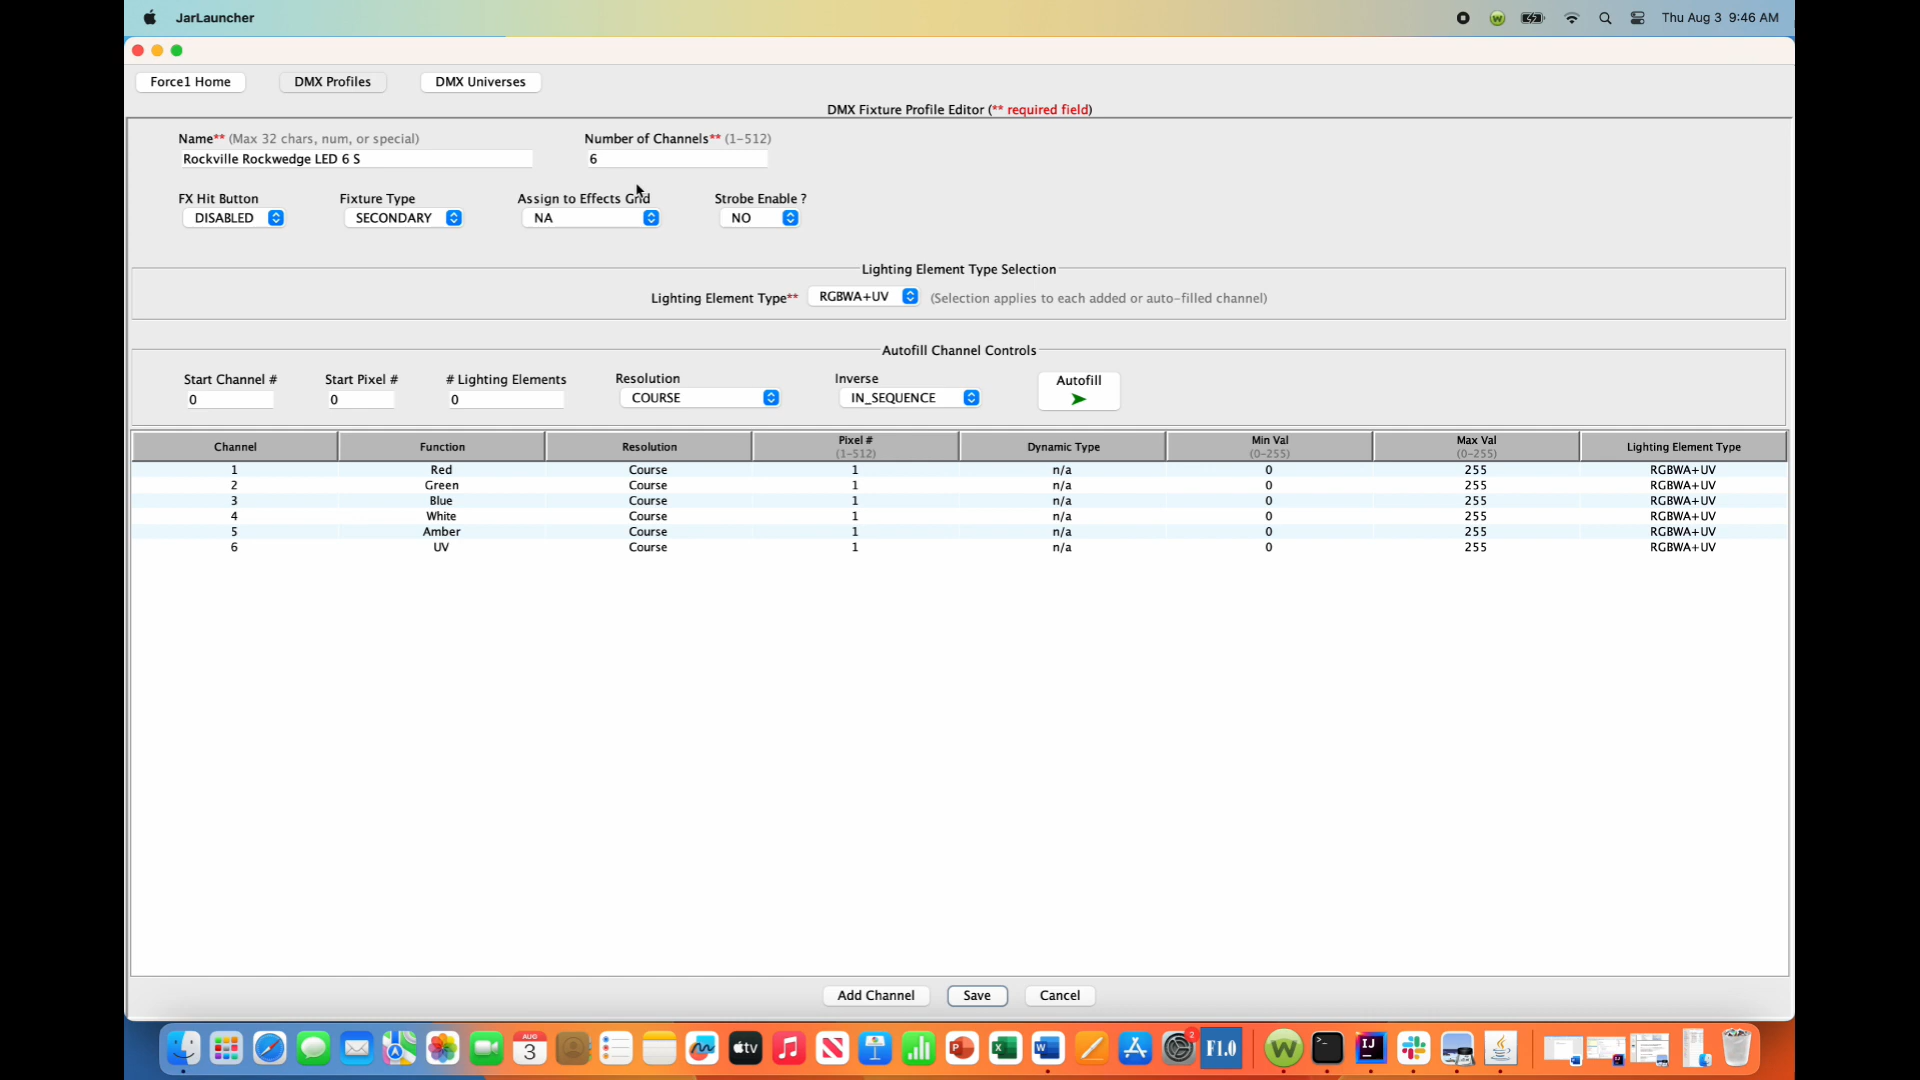 JarLauncher
Thu Aug 3 9:46 AM
Force1 Home DMX Profiles DMX Universes
DMX Fixture Profile Editor (** required field)
Name** (Max 32 chars, num, or special) Number of Channels** (1-512)
Rockville Rockwedge LED 6 S 6
FX Hit Button Fixture Type Assign to Effects Grid Strobe Enable ?
DISABLED SECONDARY NA NO
Lighting Element Type Selection
Lighting Element Type** RGBWA+UV (Selection applies to each added or auto-filled channel)
Autofill Channel Controls
Start Channel # Start Pixel # # Lighting Elements Resolution Inverse Autofill
0 0 0 COURSE IN_SEQUENCE
Channel Function Resolution Pixel # (1-512) Dynamic Type Min Val (0-255) Max Val (0-255) Lighting Element Type
1 Red Course 1 n/a 0 255 RGBWA+UV
2 Green Course 1 n/a 0 255 RGBWA+UV
3 Blue Course 1 n/a 0 255 RGBWA+UV
4 White Course 1 n/a 0 255 RGBWA+UV
5 Amber Course 1 n/a 0 255 RGBWA+UV
6 UV Course 1 n/a 0 255 RGBWA+UV
Add Channel Save Cancel
AUG 3 tv P X W 2 F1.0 W >_ IJ